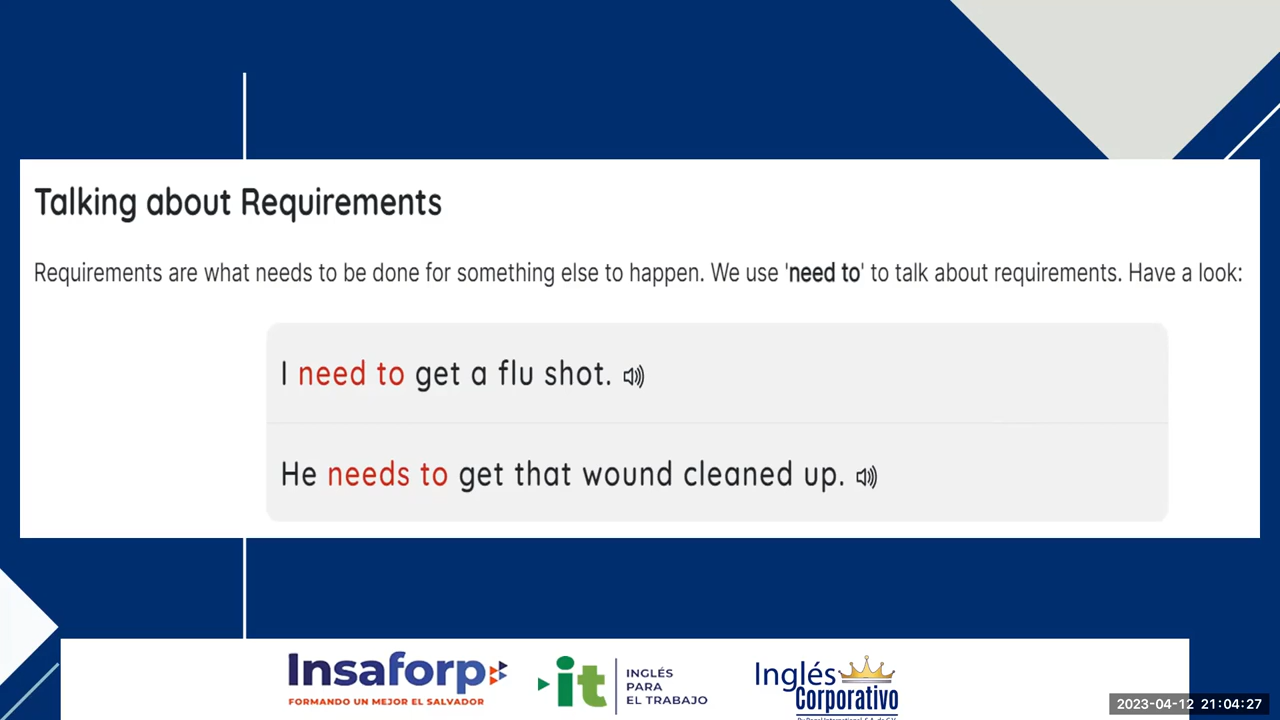 Talking about Requirements
Requirements are what needs to be done for something else to happen. We use 'need to' to talk about requirements. Have a look:
I need to get a flu shot.
He needs to get that wound cleaned up.
Insaforp
FORMANDO UN MEJOR EL SALVADOR
it
INGLÉS
PARA
EL TRABAJO
Inglés
Corporativo
2023-04-12 21:04:27